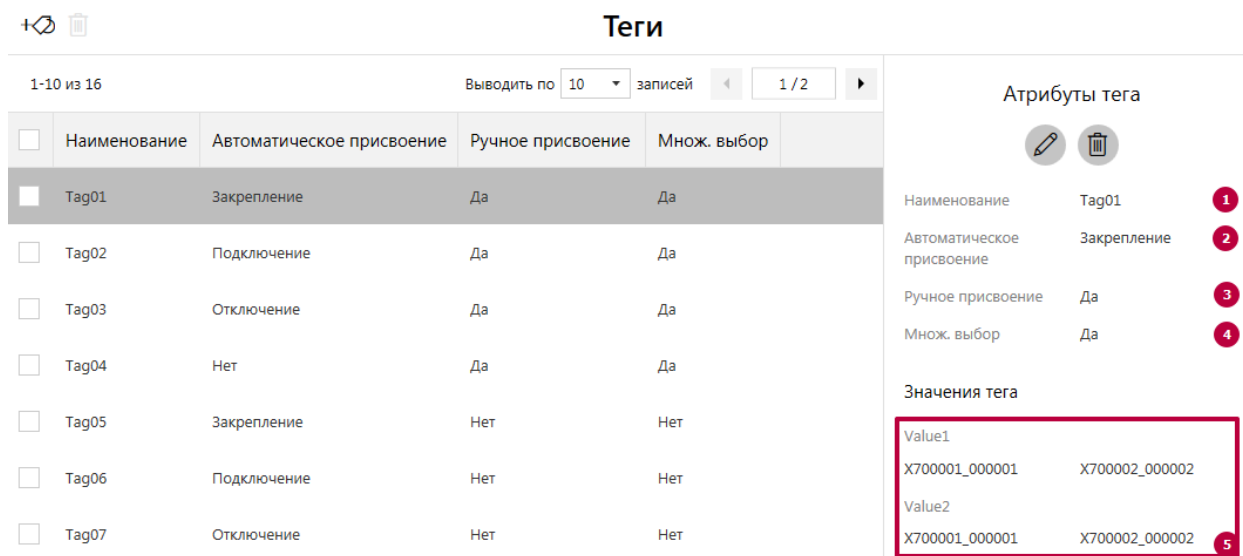 Теги
1-10 из 16 Выводить по 10 записей 1 / 2
Наименование Автоматическое присвоение Ручное присвоение Множ. выбор
Tag01 Закрепление Да Да
Tag02 Подключение Да Да
Tag03 Отключение Да Да
Tag04 Нет Да Да
Tag05 Закрепление Нет Нет
Tag06 Подключение Нет Нет
Tag07 Отключение Нет Нет
Атрибуты тега
Наименование Tag01 1
Автоматическое Закрепление 2
присвоение
Ручное присвоение Да 3
Множ. выбор Да 4
Значения тега
Value1
X700001_000001 X700002_000002
Value2
X700001_000001 X700002_000002 5